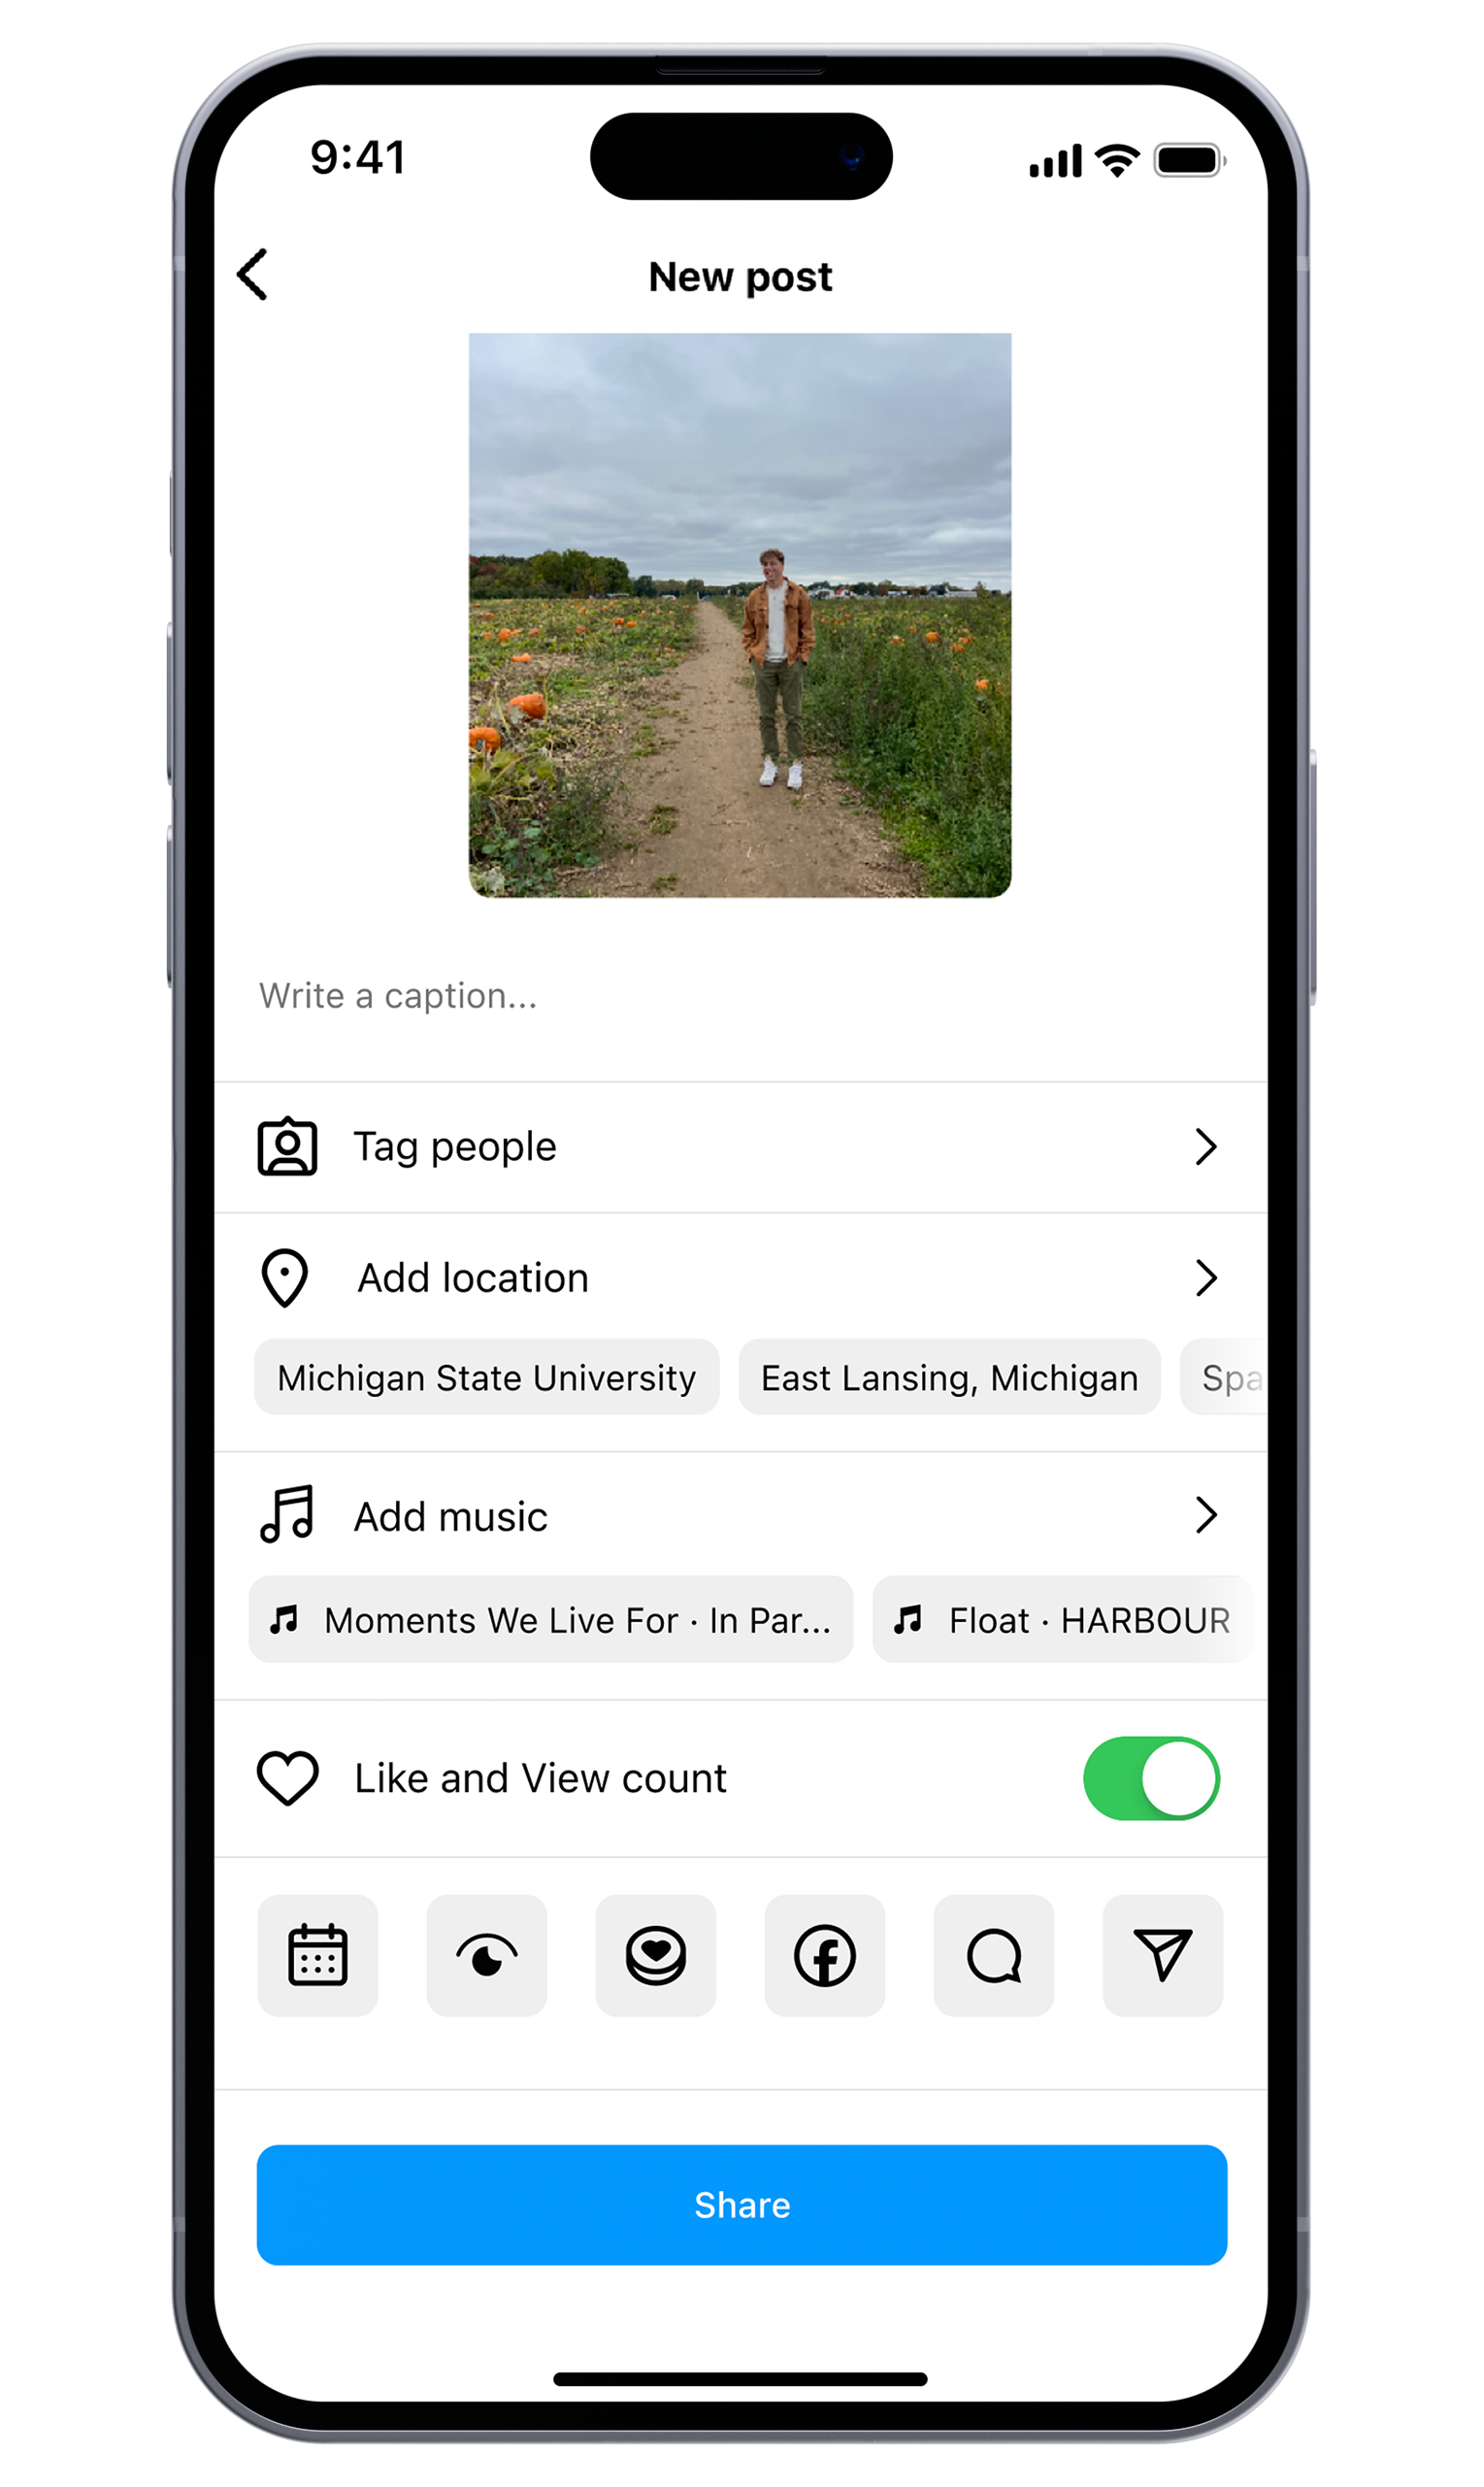 9:41
New post
Write a caption...
Tag people
Add location
Michigan State University East Lansing, Michigan
Add music
Moments We Live For · In Par... Float · HARBOUR
Like and View count
Share